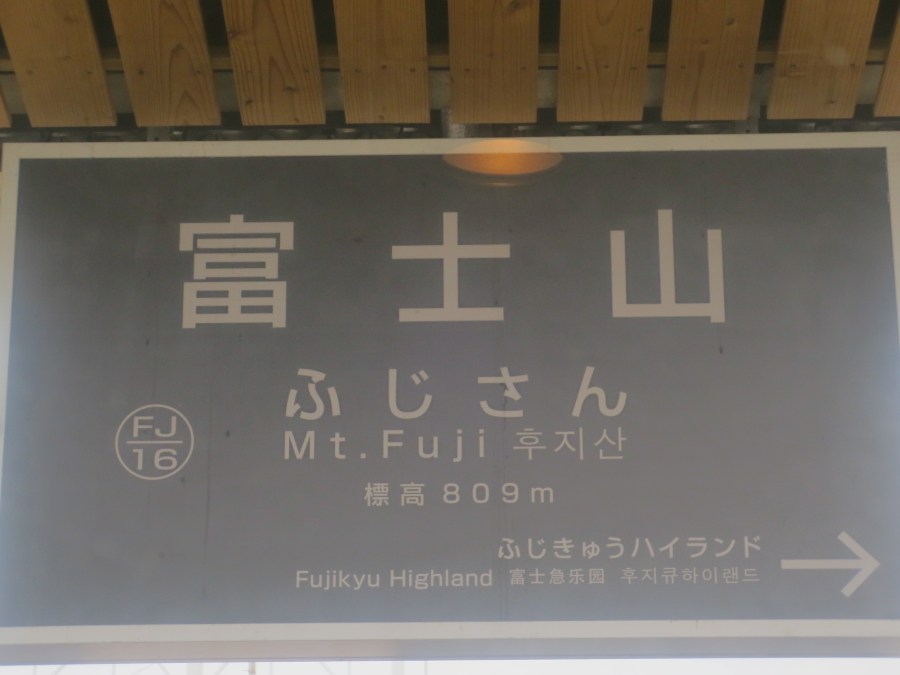 富士山
ふじさん
FJ
16
Mt.Fuji 후지산
標高 809m
ふじきゅうハイランド
Fujikyu Highland 富士急乐园 후지큐하이랜드